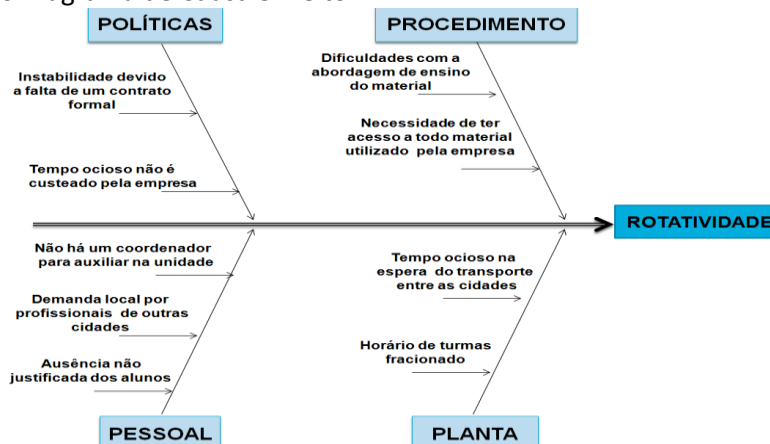 POLÍTICAS
PROCEDIMENTO
Instabilidade devido
a falta de um contrato
formal
Tempo ocioso não é
custeado pela empresa
Dificuldades com a
abordagem de ensino
do material
Necessidade de ter
acesso a todo material
utilizado pela empresa
ROTATIVIDADE
Não há um coordenador
para auxiliar na unidade
Demanda local por
profissionais de outras
cidades
Ausência não
justificada dos alunos
Tempo ocioso na
espera do transporte
entre as cidades
Horário de turmas
fracionado
PESSOAL
PLANTA